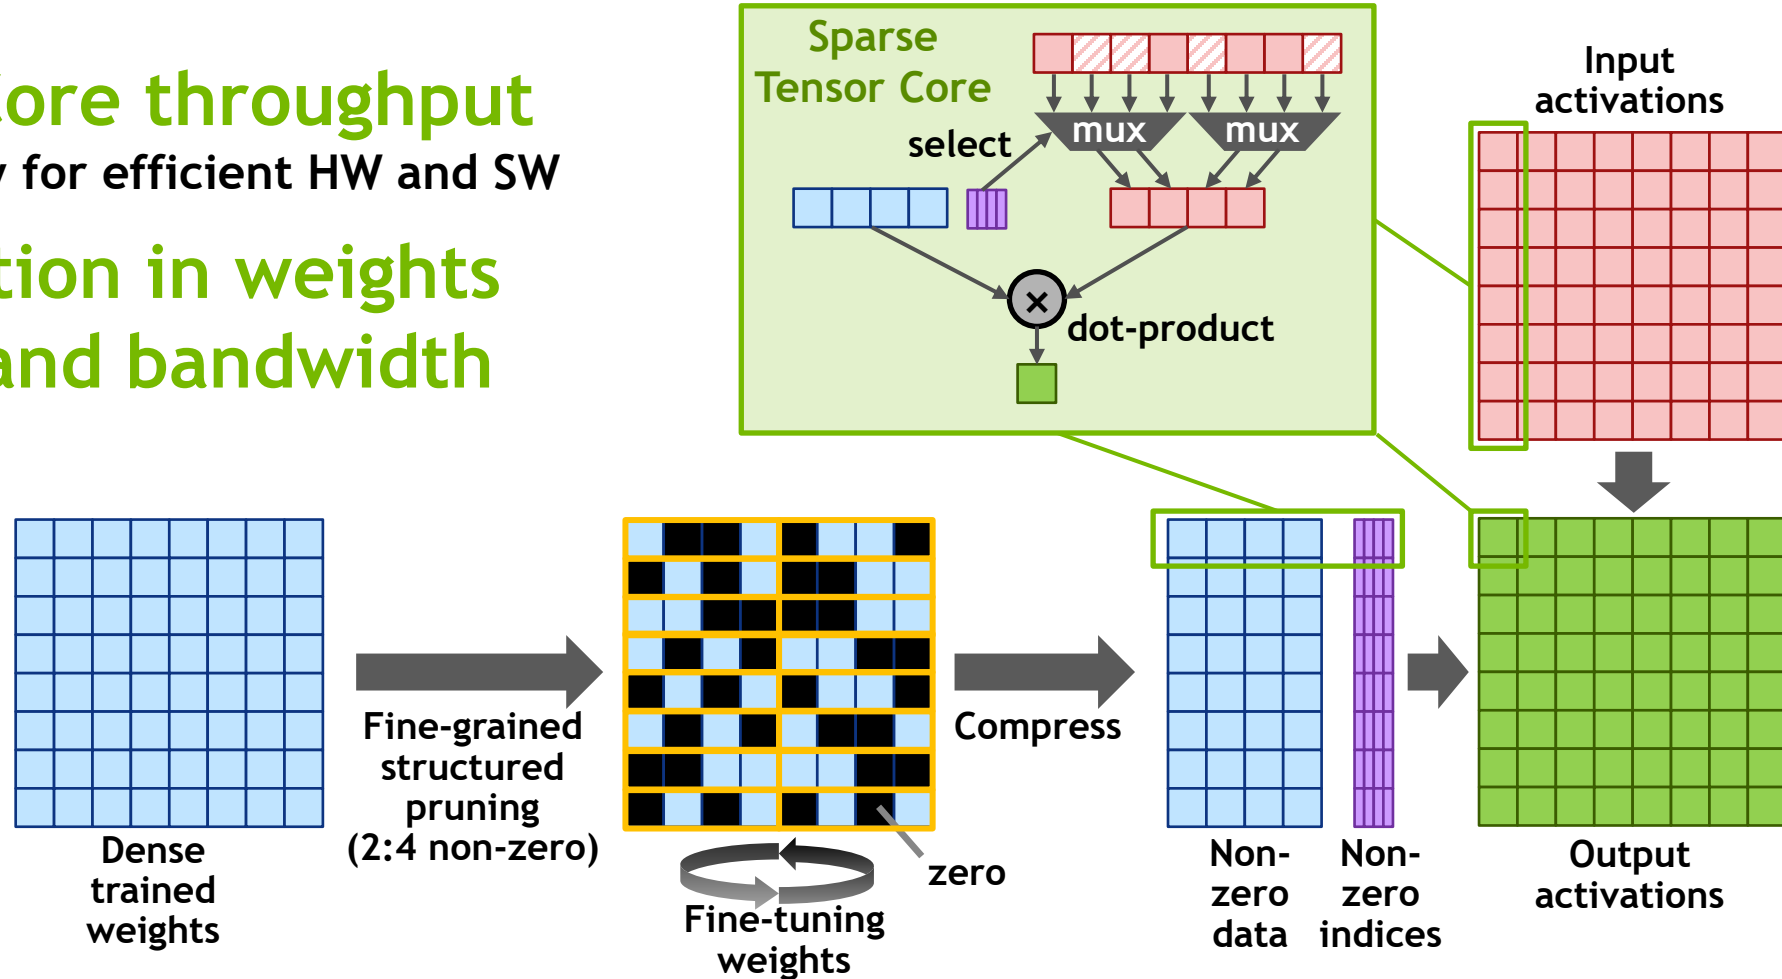 ore throughput
y for efficient HW and SW
tion in weights
and bandwidth
Sparse
Tensor Core
mux
mux
select
×
dot-product
Input
activations
Dense
trained
weights
Fine-grained
structured
pruning
(2:4 non-zero)
zero
Fine-tuning
weights
Compress
Non-
zero
data
Non-
zero
indices
Output
activations